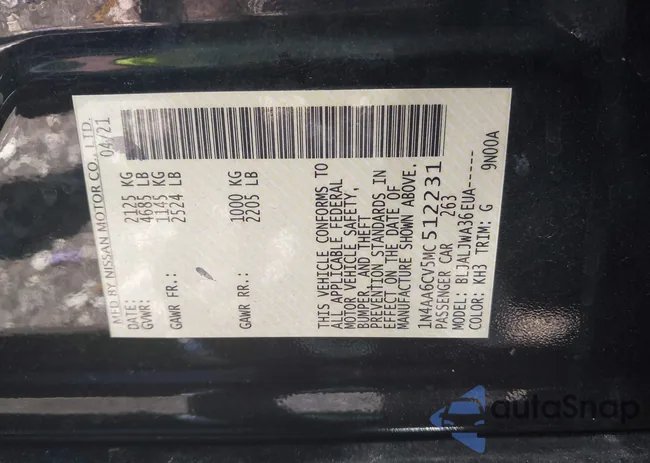 MFD BY NISSAN MOTOR CO., LTD.
DATE: 04/21
GVWR: 2125 KG
4685 LB
GAWR FR.: 1145 KG
2524 LB
GAWR RR.: 1000 KG
2205 LB
THIS VEHICLE CONFORMS TO
ALL APPLICABLE FEDERAL
MOTOR VEHICLE SAFETY,
BUMPER, AND THEFT
PREVENTION STANDARDS IN
EFFECT ON THE DATE OF
MANUFACTURE SHOWN ABOVE.
1N4AA6CV5MC512231
PASSENGER CAR 263
MODEL: BLJALJWA36EUA-----
COLOR: KH3 TRIM: G 9N00A
autoSnap